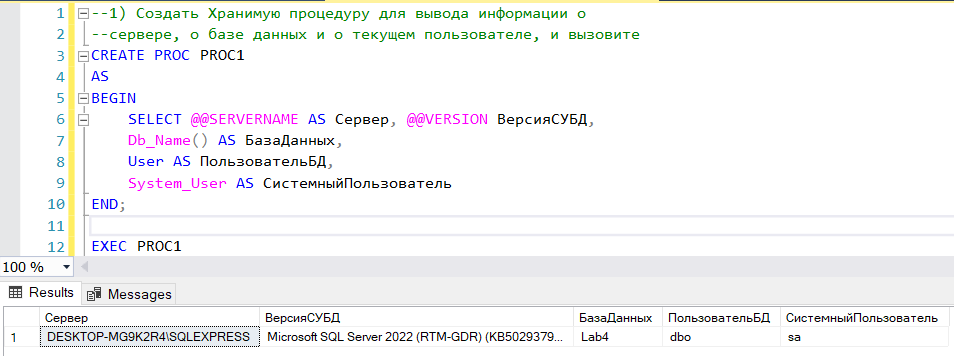 1 --1) Создать Хранимую процедуру для вывода информации о
2 --сервере, о базе данных и о текущем пользователе, и вызовите
3 CREATE PROC PROC1
4 AS
5 BEGIN
6 SELECT @@SERVERNAME AS Сервер, @@VERSION ВерсияСУБД,
7 Db_Name() AS БазаДанных,
8 User AS ПользовательБД,
9 System_User AS СистемныйПользователь
10 END;
11
12 EXEC PROC1
100 %
Results Messages
Сервер ВерсияСУБД БазаДанных ПользовательБД СистемныйПользователь
1 DESKTOP-MG9K2R4\SQLEXPRESS Microsoft SQL Server 2022 (RTM-GDR) (KB5029379... Lab4 dbo sa